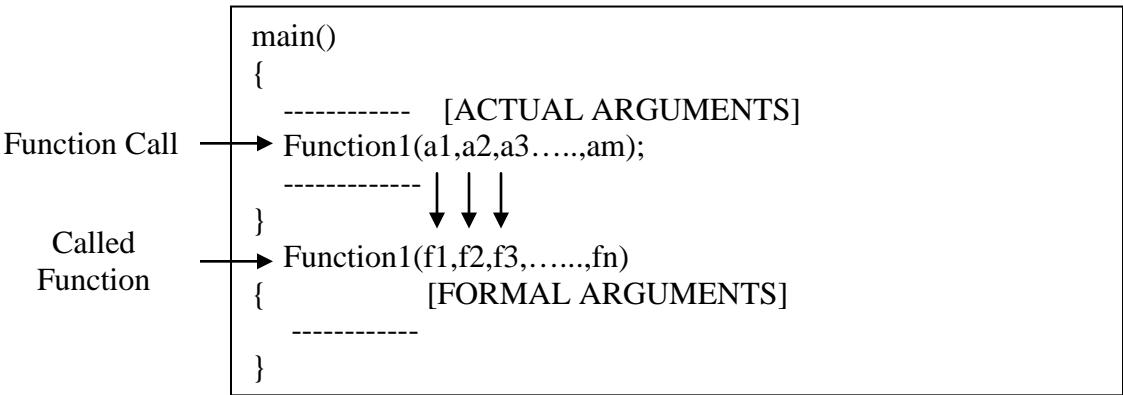 main()
{
------------ [ACTUAL ARGUMENTS]
Function Call
Function1(a1,a2,a3…..,am);
-------------
}
Called
Function
Function1(f1,f2,f3,…...,fn)
{ [FORMAL ARGUMENTS]
------------
}